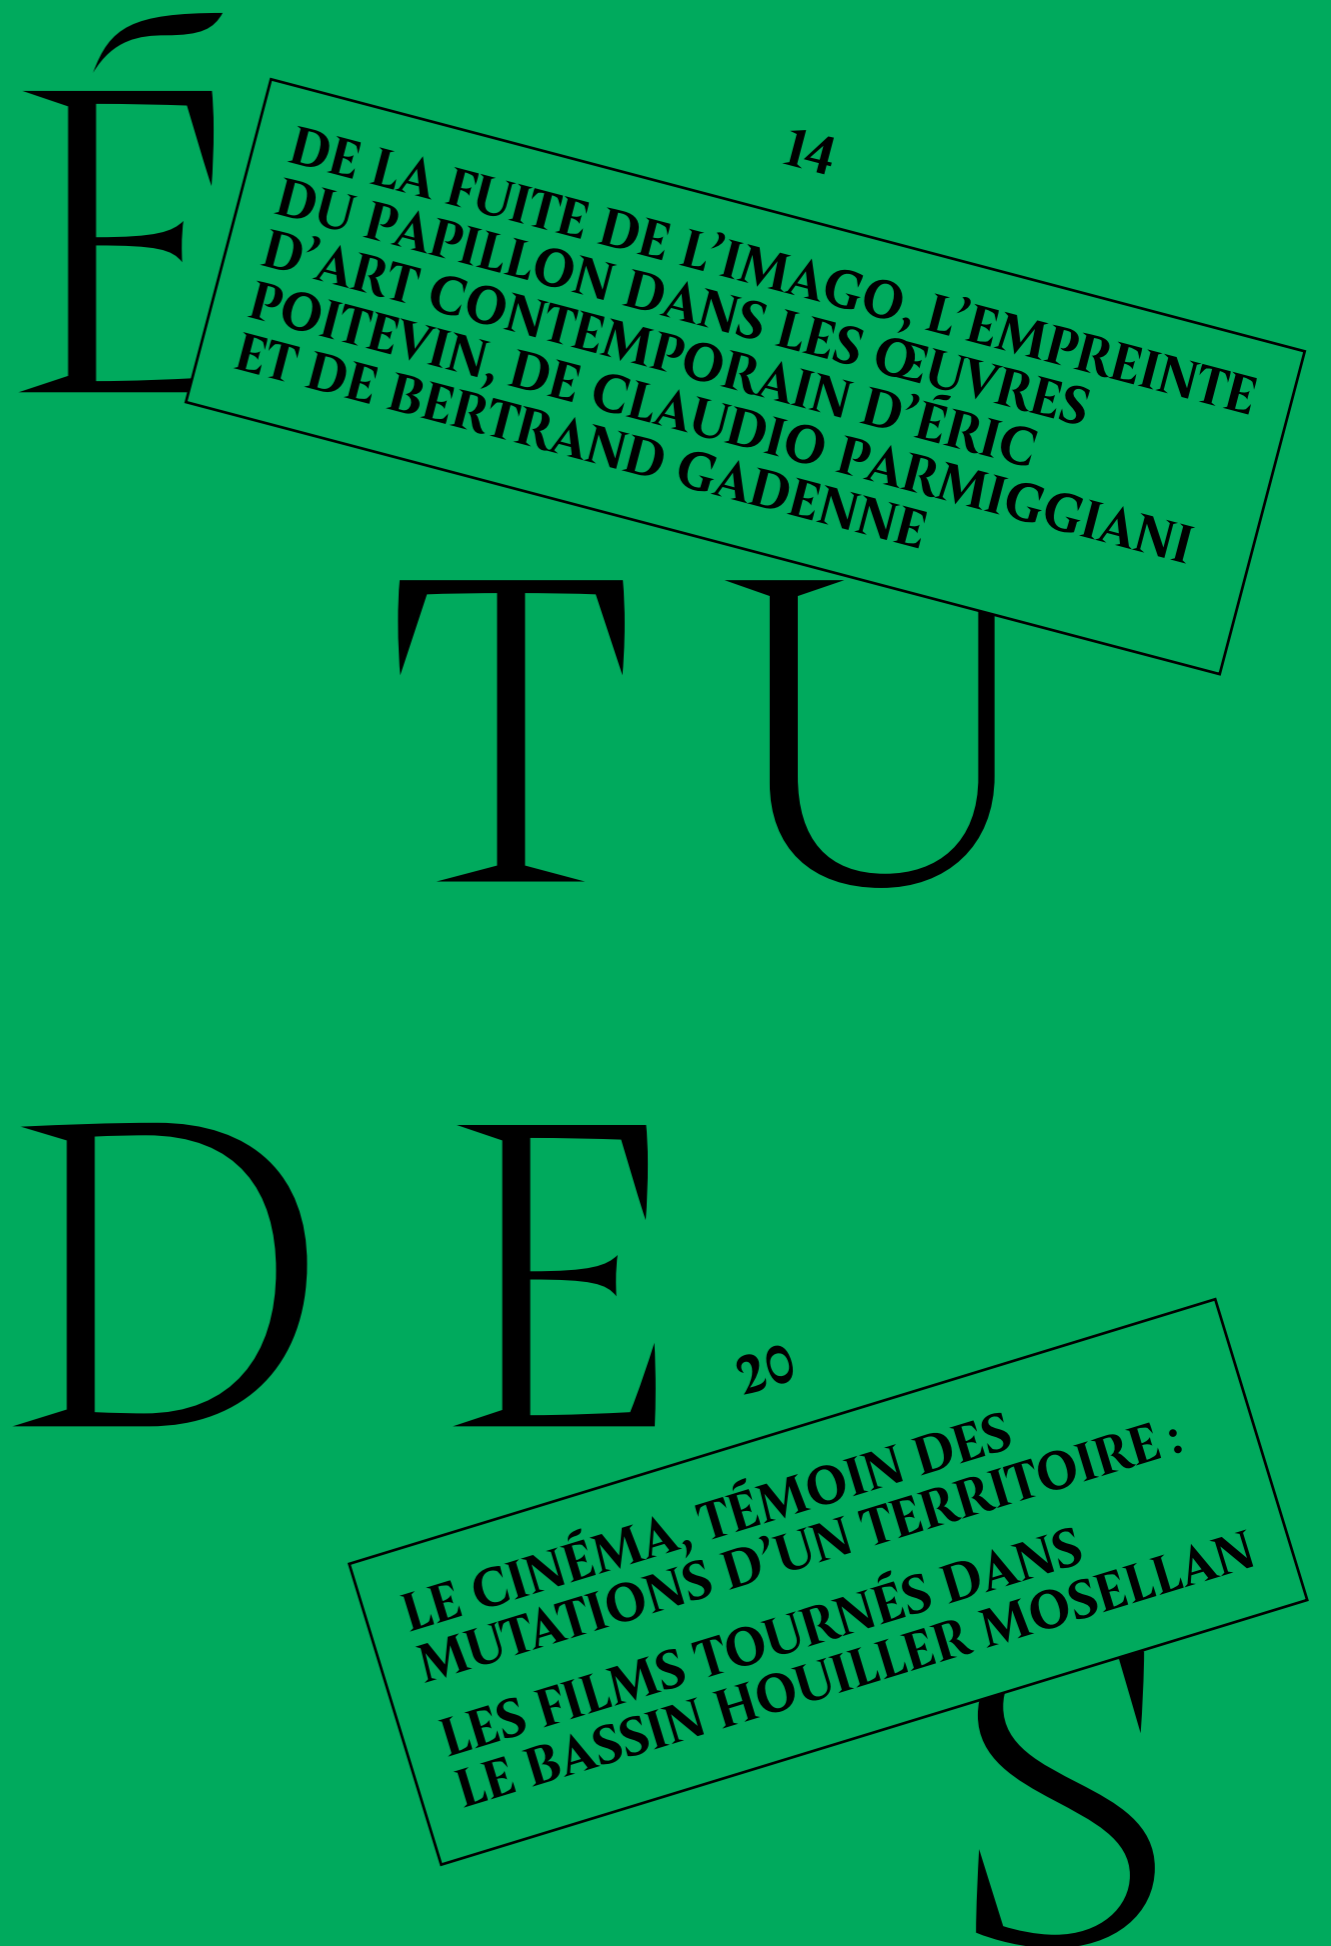 É
14
DE LA FUITE DE L’IMAGO, L’EMPREINTE
DU PAPILLON DANS LES ŒUVRES
D’ART CONTEMPORAIN D’ÉRIC
POITEVIN, DE CLAUDIO PARMIGGIANI
ET DE BERTRAND GADENNE
TU
DE
20
LE CINÉMA, TÉMOIN DES
MUTATIONS D’UN TERRITOIRE :
LES FILMS TOURNÉS DANS
LE BASSIN HOUILLER MOSELLAN
S